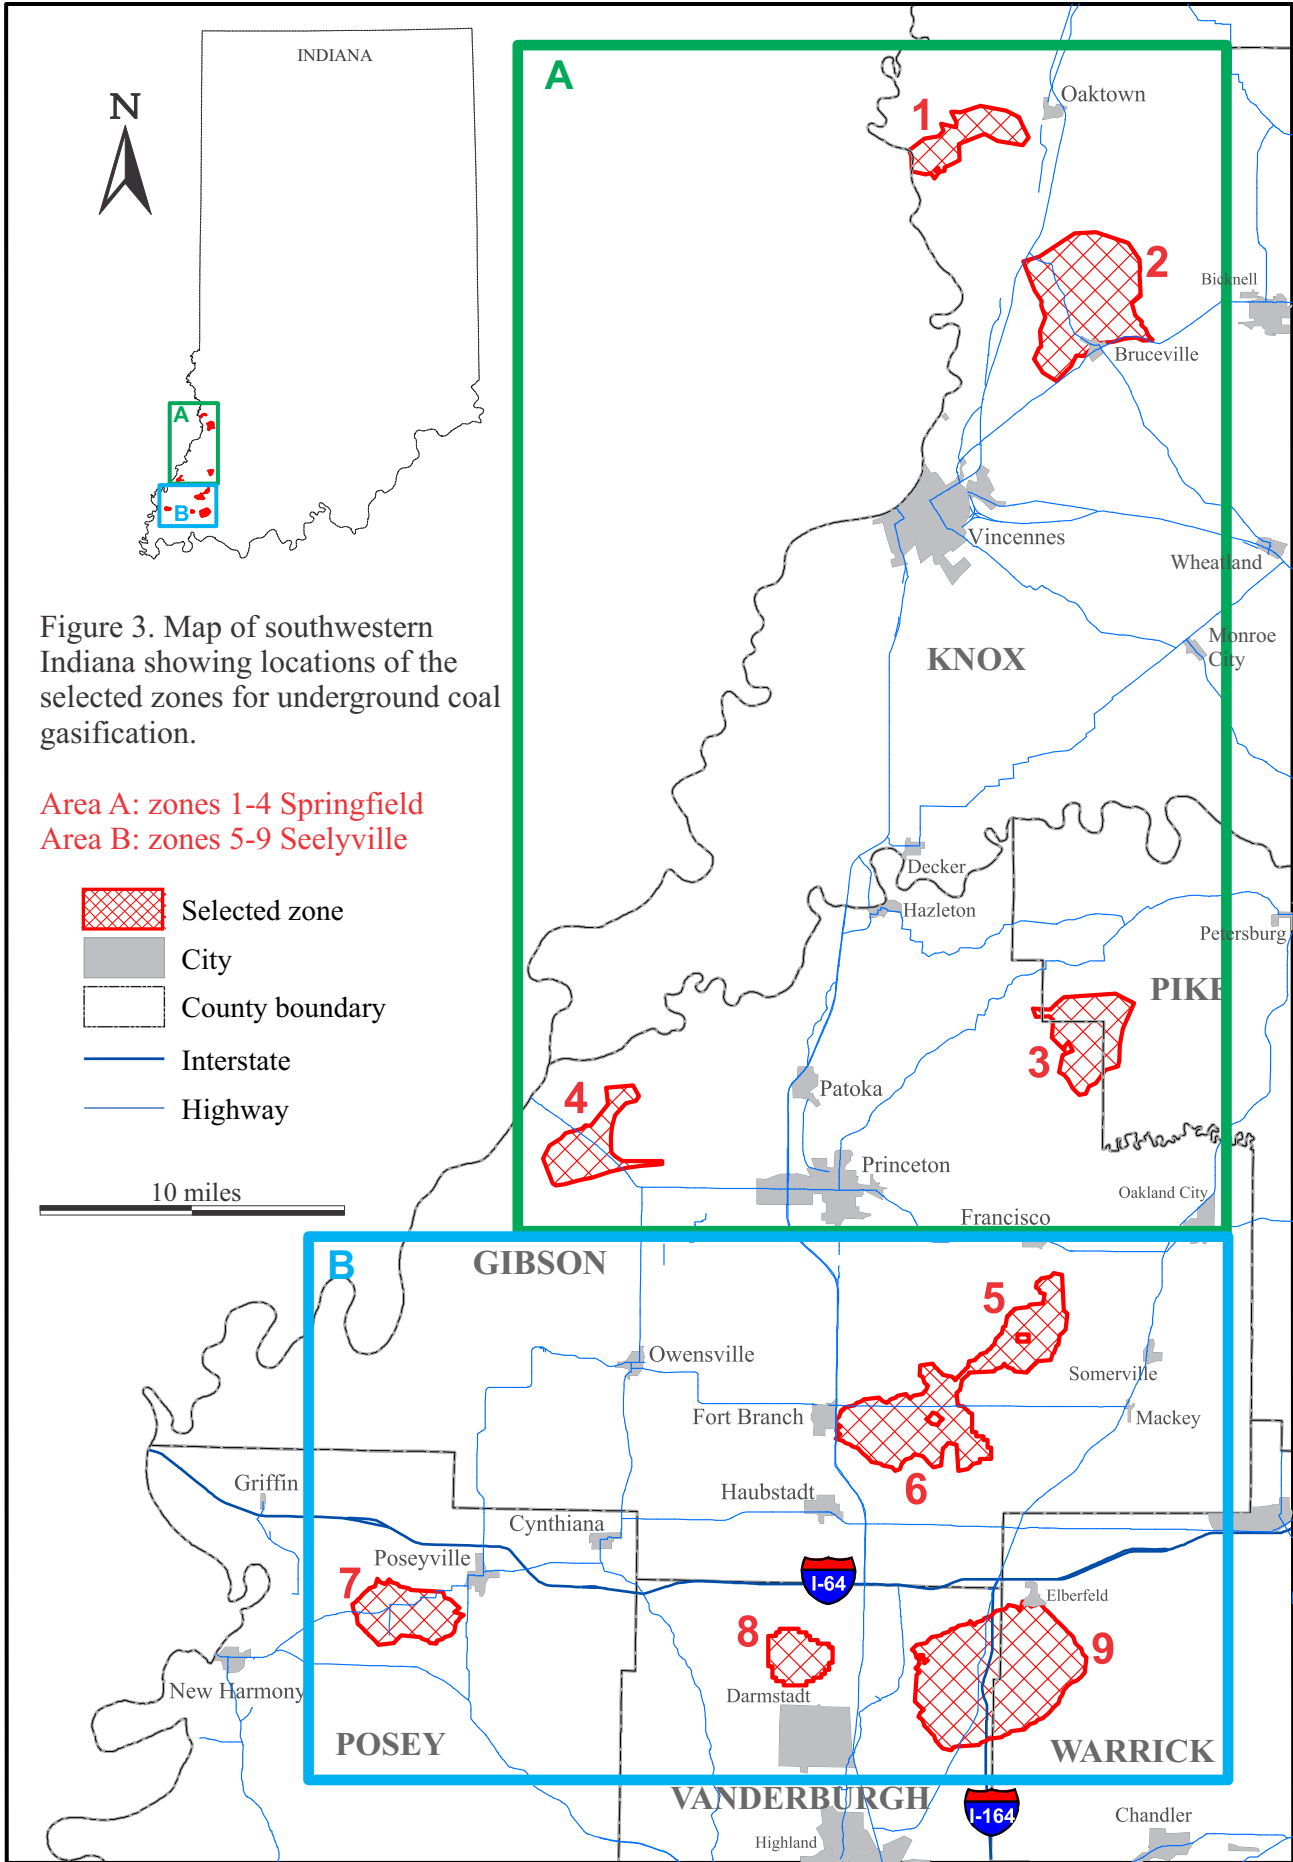 INDIANA
N
A
B
Figure 3. Map of southwestern
Indiana showing locations of the
selected zones for underground coal
gasification.
Area A: zones 1-4 Springfield
Area B: zones 5-9 Seelyville
Selected zone
City
County boundary
Interstate
Highway
10 miles
A
1
Oaktown
2
Bicknell
Bruceville
Vincennes
Wheatland
KNOX
Monroe
City
Decker
Hazleton
Petersburg
PIKE
3
4
Patoka
Princeton
Oakland City
Francisco
B
GIBSON
5
Owensville
Somerville
Fort Branch
Mackey
6
Griffin
Haubstadt
Cynthiana
Poseyville
I-64
7
Elberfeld
8
9
New Harmony
Darmstadt
POSEY
WARRICK
VANDERBURGH
I-164
Chandler
Highland